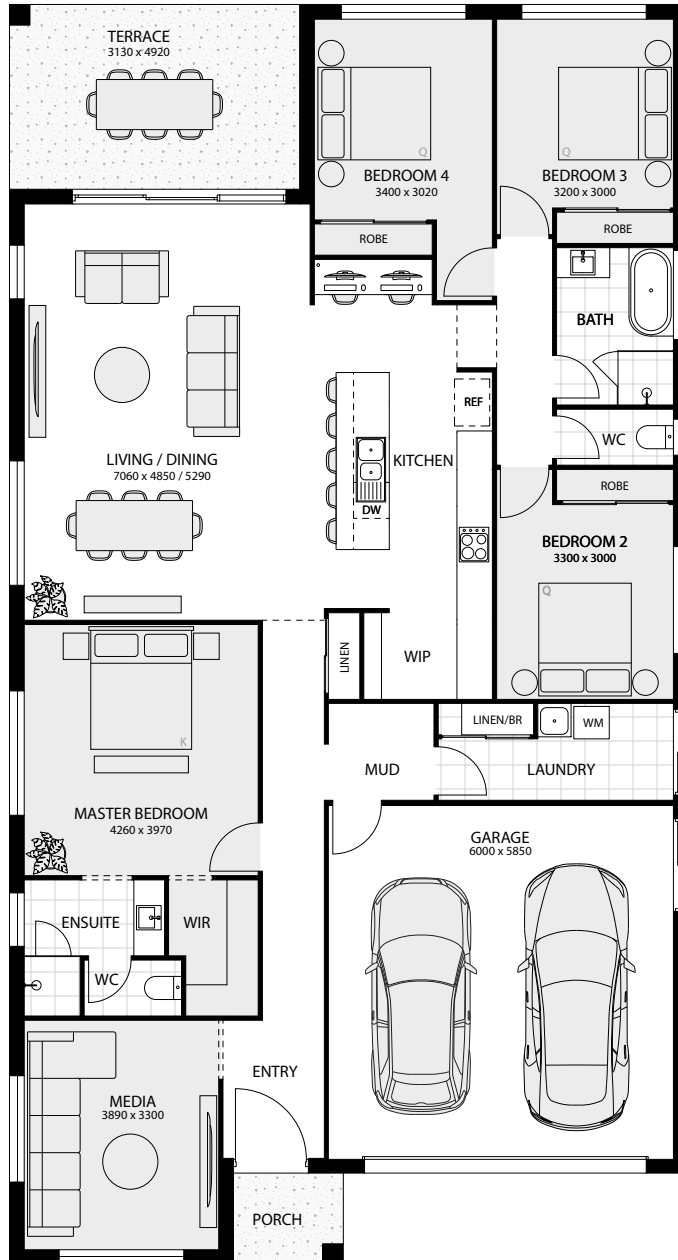 TERRACE
3130 x 4920
Q
BEDROOM 4
3400 x 3020
Q
BEDROOM 3
3200 x 3000
ROBE
ROBE
BATH
REF
WC
LIVING / DINING
7060 x 4850 / 5290
KITCHEN
DW
ROBE
BEDROOM 2
3300 x 3000
Q
LINEN
WIP
K
LINEN/BR
WM
MUD
LAUNDRY
MASTER BEDROOM
4260 x 3970
GARAGE
6000 x 5850
ENSUITE
WIR
WC
ENTRY
MEDIA
3890 x 3300
PORCH